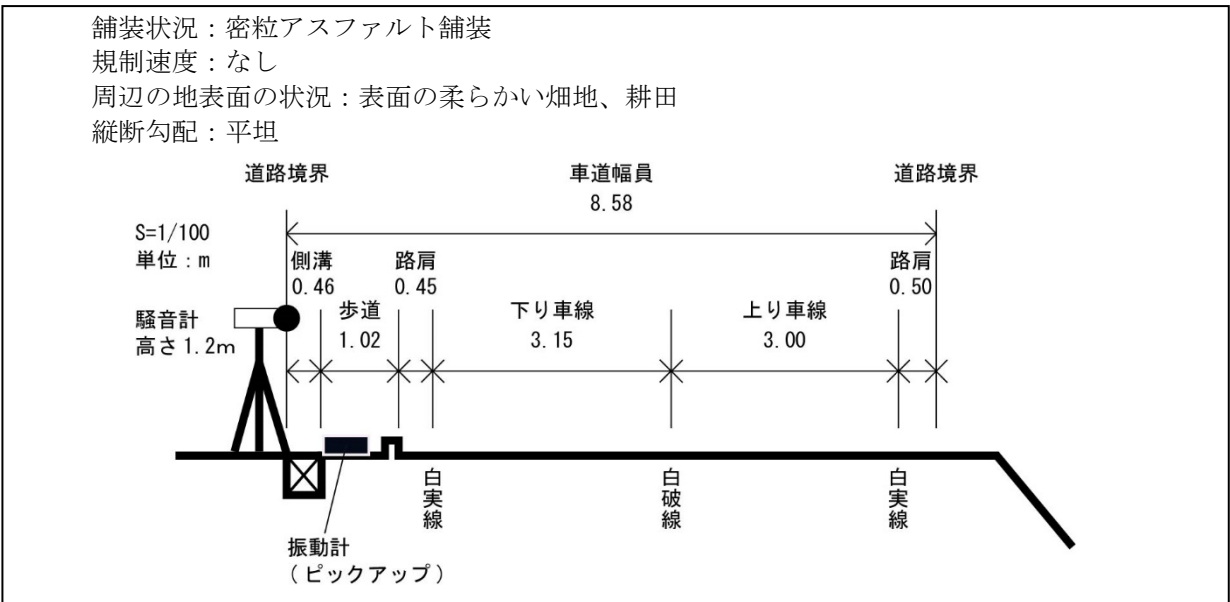 舗装状況：密粒アスファルト舗装
規制速度：なし
周辺の地表面の状況：表面の柔らかい畑地、耕田
縦断勾配：平坦
道路境界
車道幅員
道路境界
8.58
S=1/100
単位：m
側溝
0.46
路肩
0.45
路肩
0.50
歩道
1.02
下り車線
3.15
上り車線
3.00
騒音計
高さ1.2m
白実線
白破線
白実線
振動計
(ピックアップ)